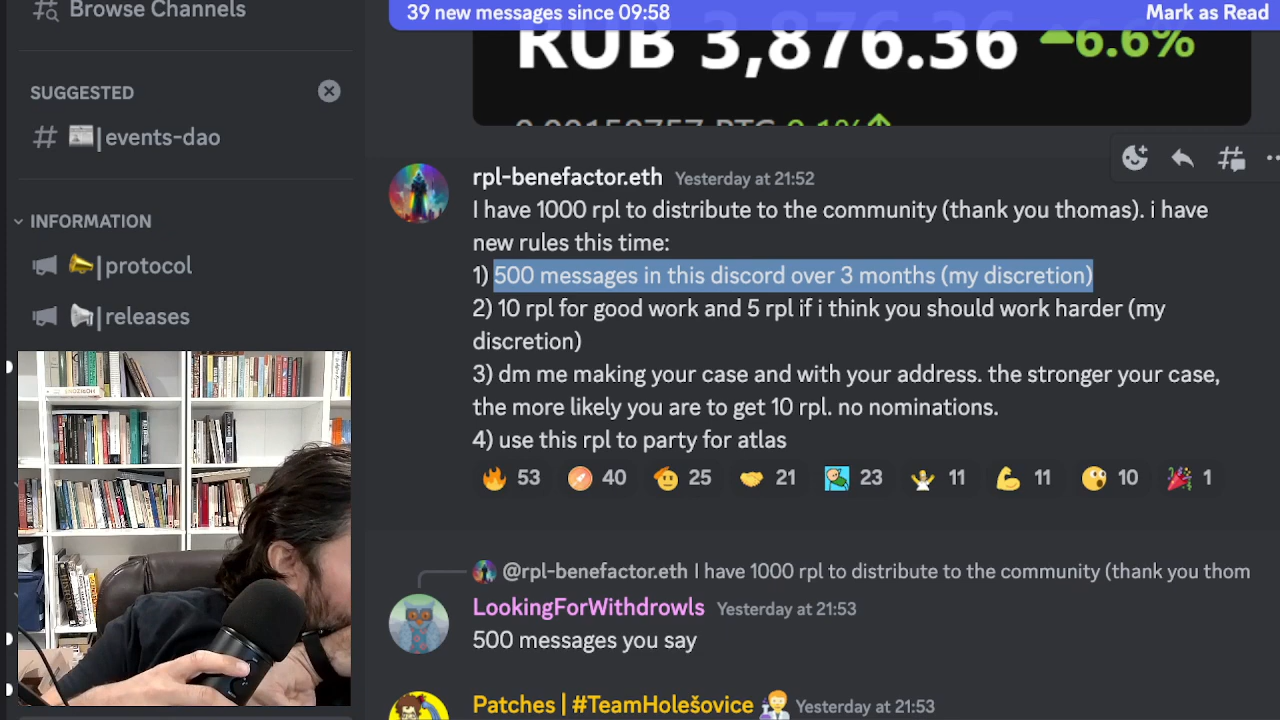 Browse Channels
39 new messages since 09:58
Mark as Read
RUB 3,876.36 6.6%
SUGGESTED
events-dao
INFORMATION
protocol
releases
rpl-benefactor.eth Yesterday at 21:52
I have 1000 rpl to distribute to the community (thank you thomas). i have
new rules this time:
1) 500 messages in this discord over 3 months (my discretion)
2) 10 rpl for good work and 5 rpl if i think you should work harder (my
discretion)
3) dm me making your case and with your address. the stronger your case,
the more likely you are to get 10 rpl. no nominations.
4) use this rpl to party for atlas
53 40 25 21 23 11 11 10 1
@rpl-benefactor.eth I have 1000 rpl to distribute to the community (thank you thom
LookingForWithdrowls Yesterday at 21:53
500 messages you say
Patches | #TeamHolešovice Yesterday at 21:53